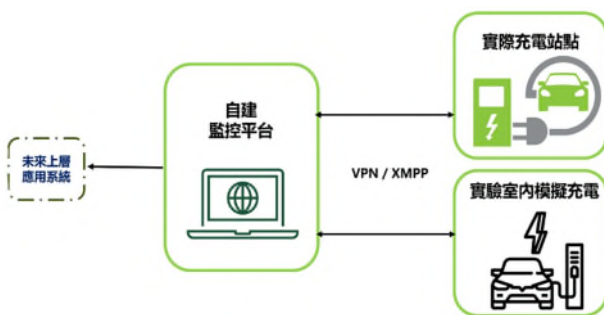 實際充電站點
自建
監控平台
未來上層
應用系統
VPN / XMPP
實驗室內模擬充電